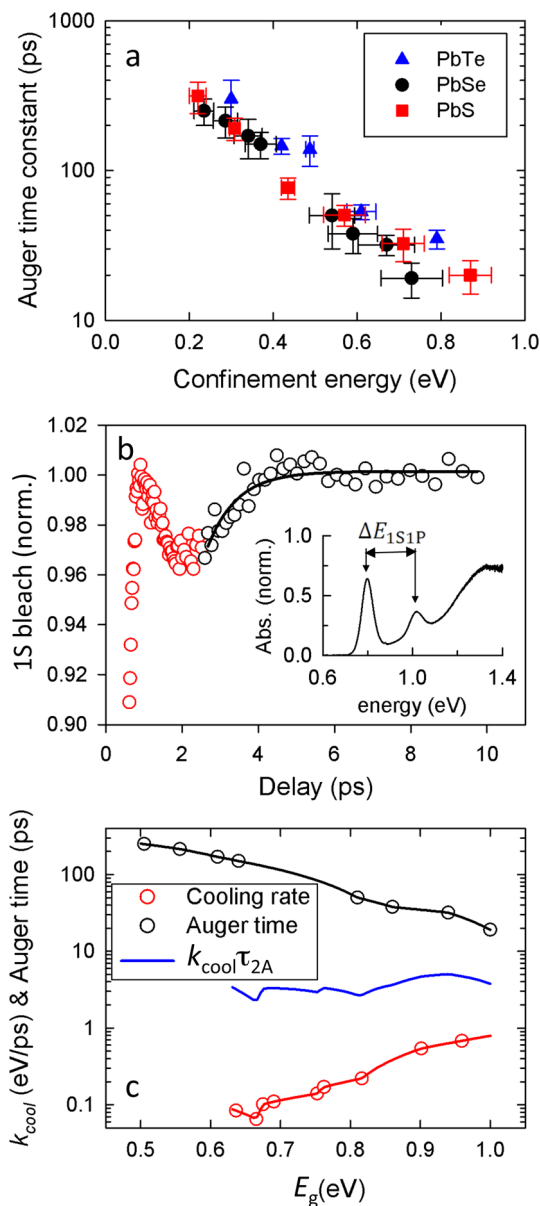 a
PbTe
PbSe
PbS
Auger time constant (ps)
1000
100
10
0.0 0.2 0.4 0.6 0.8 1.0
Confinement energy (eV)
b
1S bleach (norm.)
1.02
1.00
0.98
0.96
0.94
0.92
0.90
0 2 4 6 8 10
Delay (ps)
ΔE1S1P
Abs. (norm.)
1.0
0.5
0.0
0.6 1.0 1.4
energy (eV)
k_cool (eV/ps) & Auger time (ps)
100
10
1
0.1
Cooling rate
Auger time
k_coolτ_2A
c
0.5 0.6 0.7 0.8 0.9 1.0
E_g(eV)